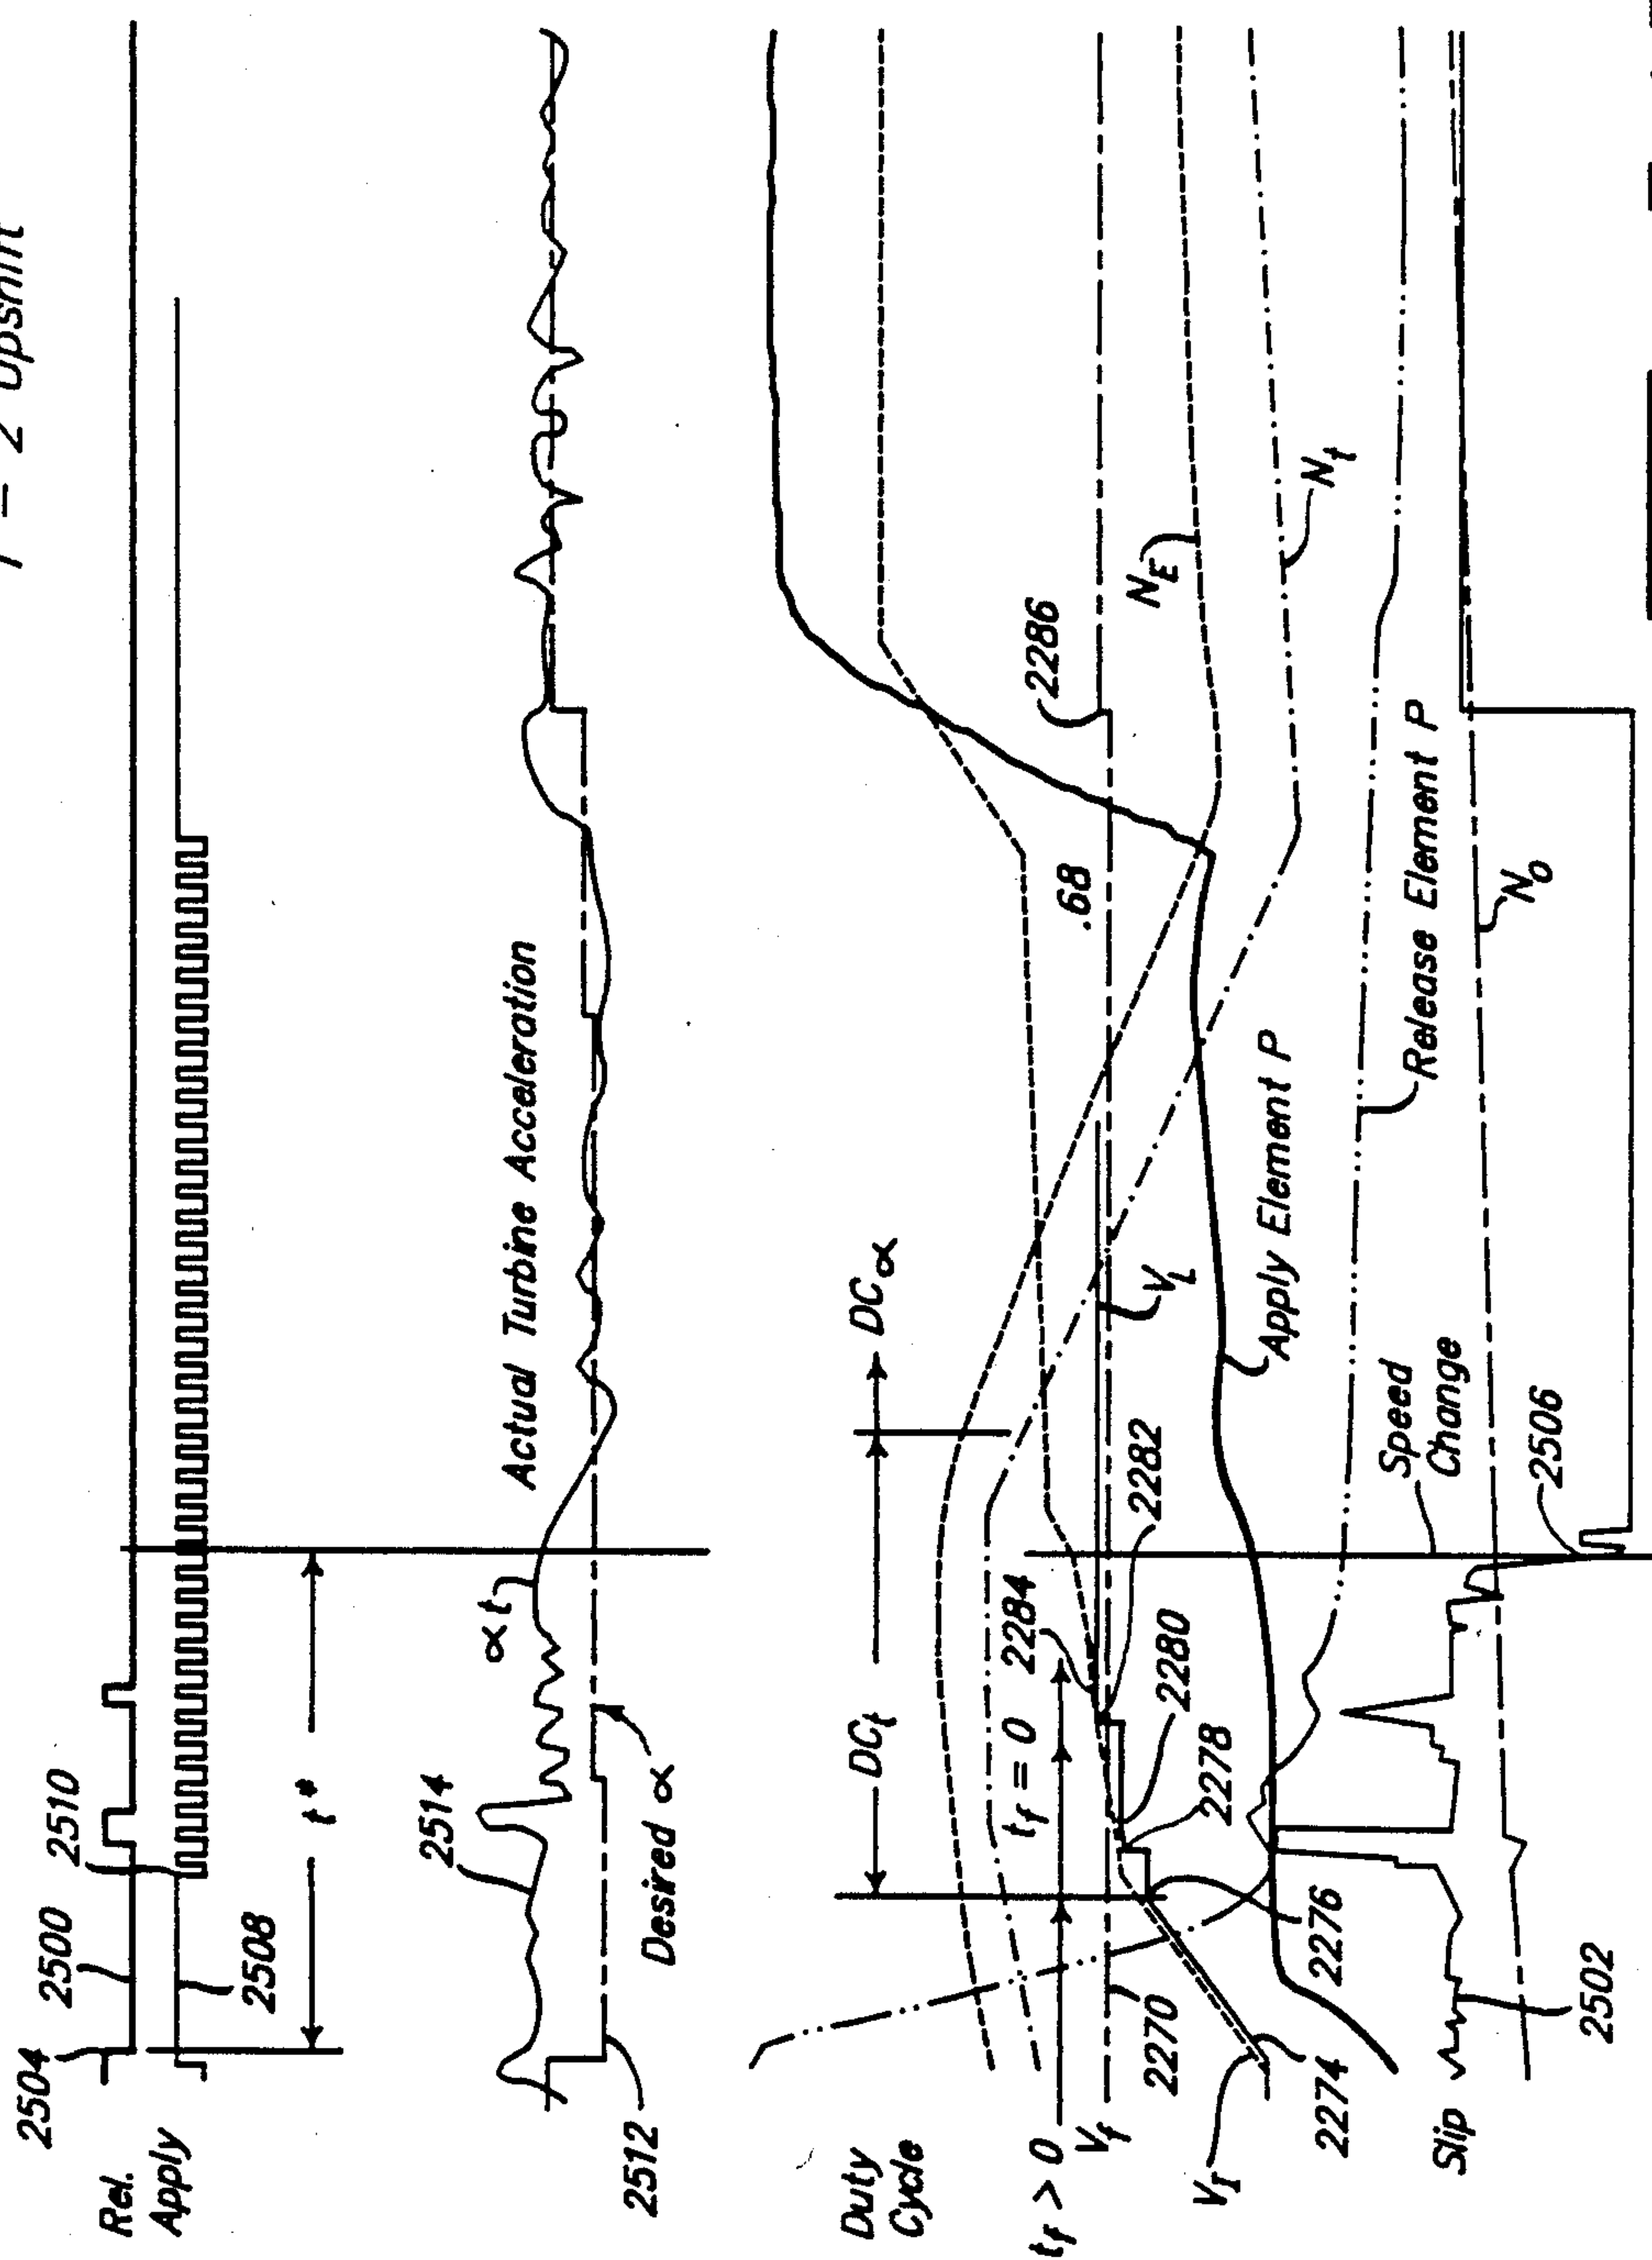 1 – 2 Upshift
2504
2500
2510
Rel.
Apply
2508
t*
αt
2514
Actual Turbine Acceleration
Desired α
2512
Duty
Cycle
DCt
DCα
tf > 0
tf = 0
2284
2286
.68
Vf
2270
VL
NE
2282
2280
2278
2276
VI
2274
Nt
Apply Element P
Release Element P
Speed
Change
2506
NO
Slip
2502